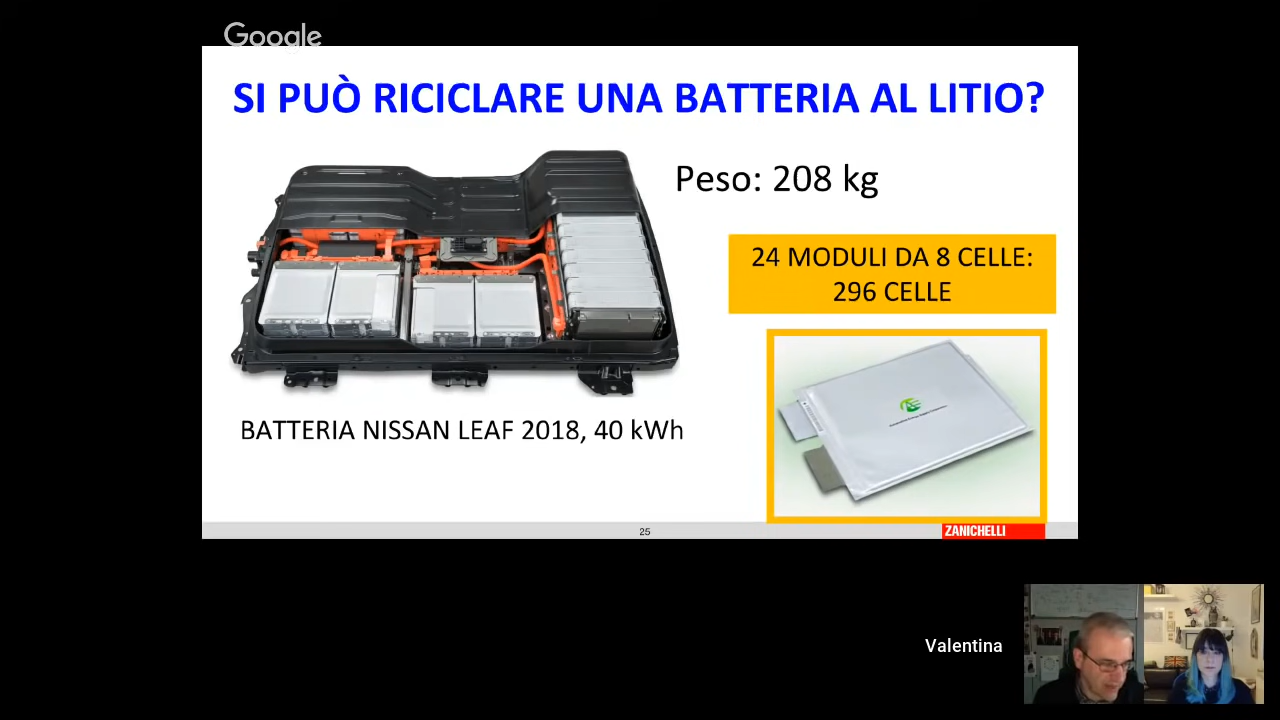 Google
SI PUÒ RICICLARE UNA BATTERIA AL LITIO?
Peso: 208 kg
24 MODULI DA 8 CELLE:
296 CELLE
BATTERIA NISSAN LEAF 2018, 40 kWh
25
ZANICHELLI
Valentina